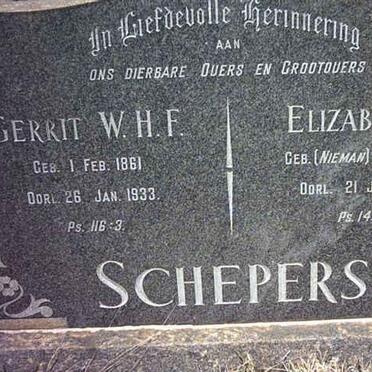 In Liefdevolle Herinnering
AAN
ONS DIERBARE OUERS EN GROOTOUERS
GERRIT W.H.F.
GEB. 1 FEB. 1861
OORL. 26 JAN. 1933.
PS. 116:3.
ELIZAB
GEB. (NIEMAN)
OORL. 21 J
PS. 14
SCHEPERS